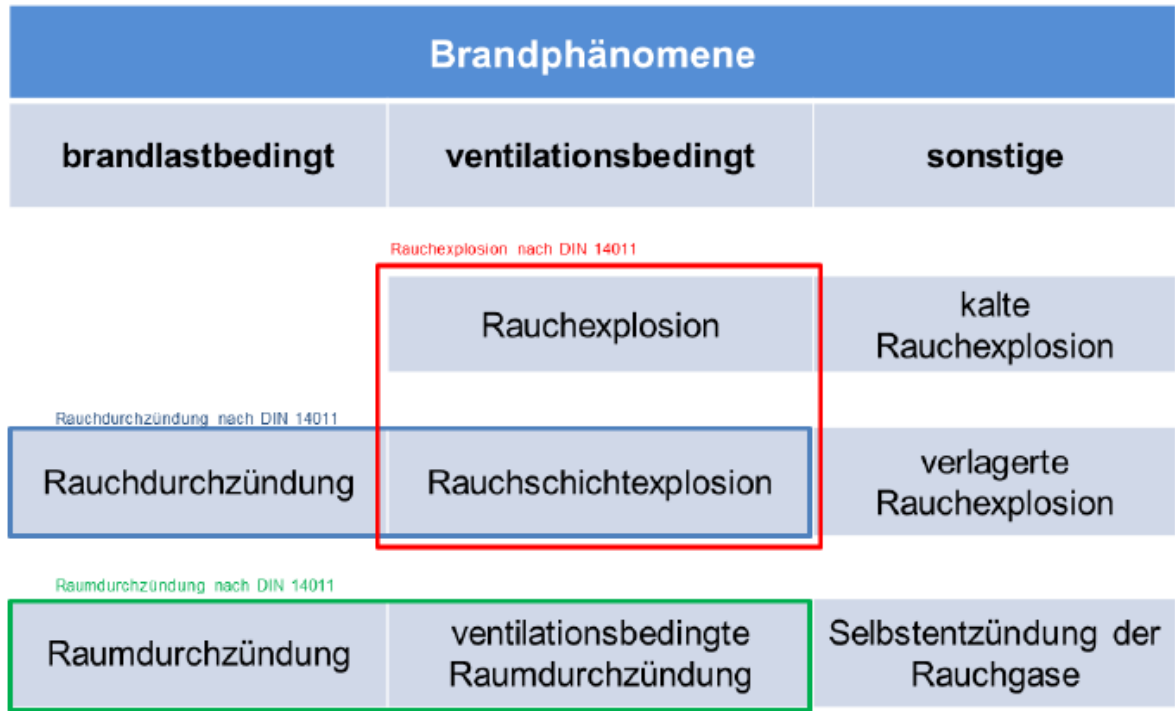 Brandphänomene
brandlastbedingt
ventilationsbedingt
sonstige
Rauchexplosion nach DIN 14011
Rauchexplosion
kalte
Rauchexplosion
Rauchdurchzündung nach DIN 14011
Rauchdurchzündung
Rauchschichtexplosion
verlagerte
Rauchexplosion
Raumdurchzündung nach DIN 14011
Raumdurchzündung
ventilationsbedingte
Raumdurchzündung
Selbstentzündung der
Rauchgase